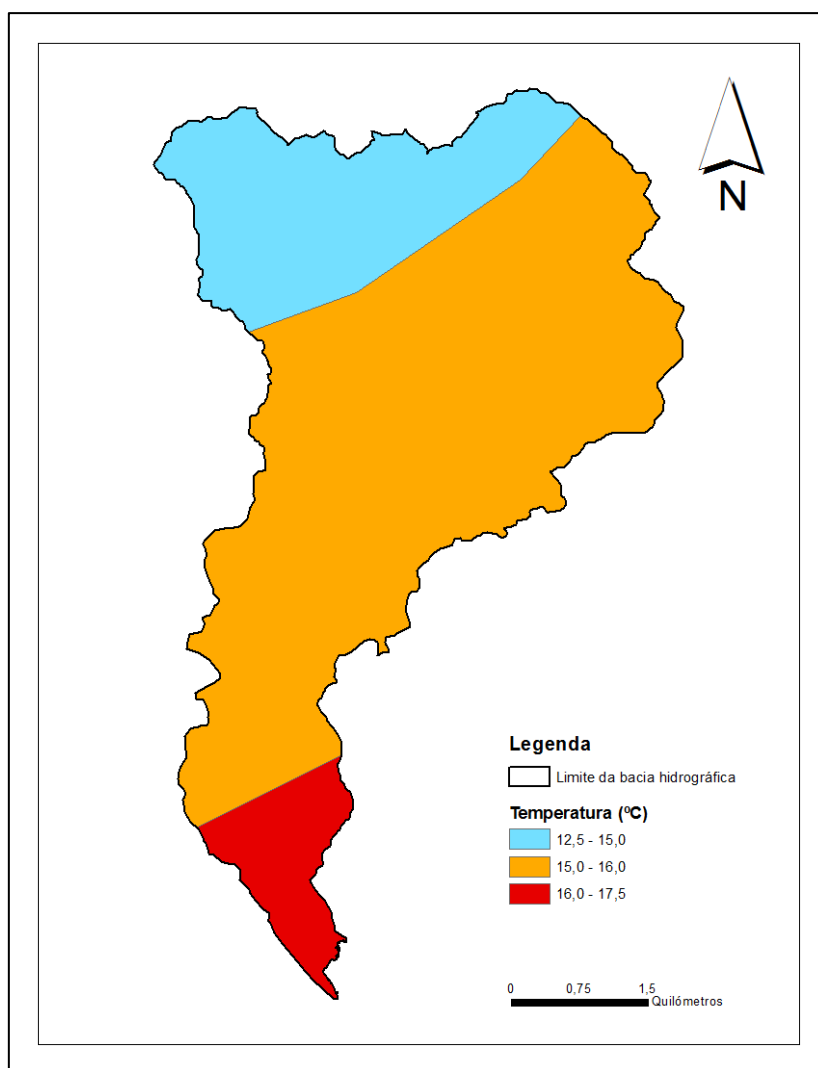 N
Legenda
Limite da bacia hidrográfica
Temperatura (ºC)
12,5 - 15,0
15,0 - 16,0
16,0 - 17,5
0 0,75 1,5
Quilómetros